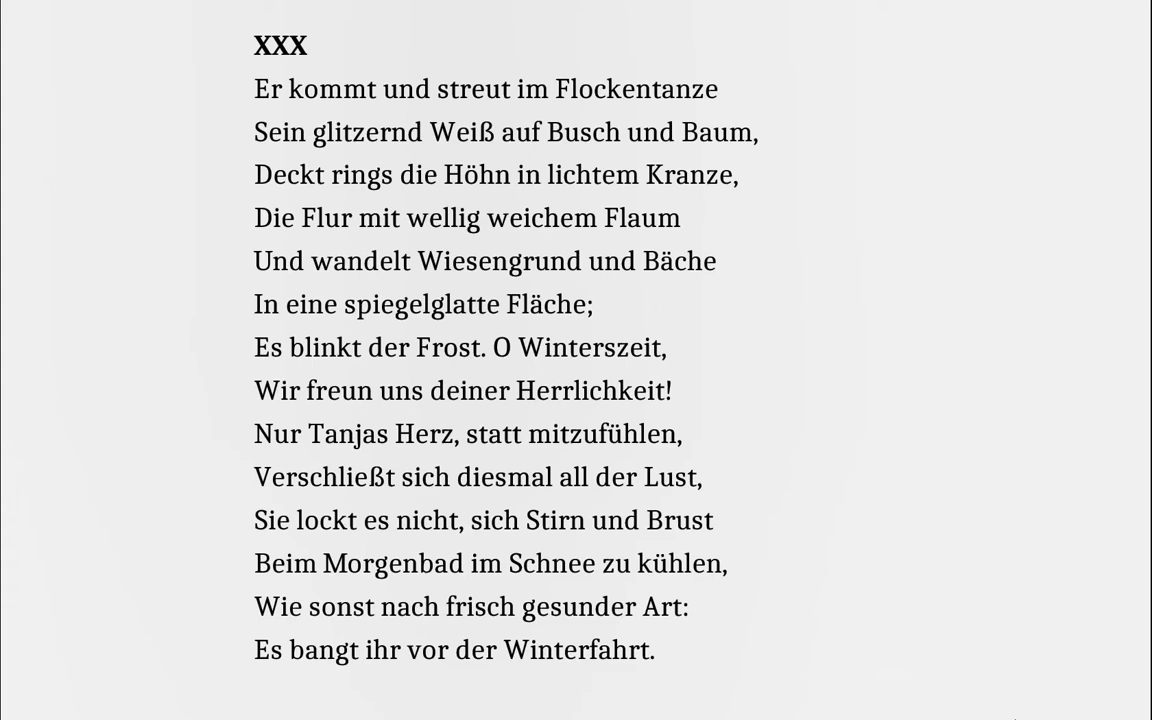 XXX
Er kommt und streut im Flockentanze
Sein glitzernd Weiß auf Busch und Baum,
Deckt rings die Höhn in lichtem Kranze,
Die Flur mit wellig weichem Flaum
Und wandelt Wiesengrund und Bäche
In eine spiegelglatte Fläche;
Es blinkt der Frost. O Winterszeit,
Wir freun uns deiner Herrlichkeit!
Nur Tanjas Herz, statt mitzufühlen,
Verschließt sich diesmal all der Lust,
Sie lockt es nicht, sich Stirn und Brust
Beim Morgenbad im Schnee zu kühlen,
Wie sonst nach frisch gesunder Art:
Es bangt ihr vor der Winterfahrt.